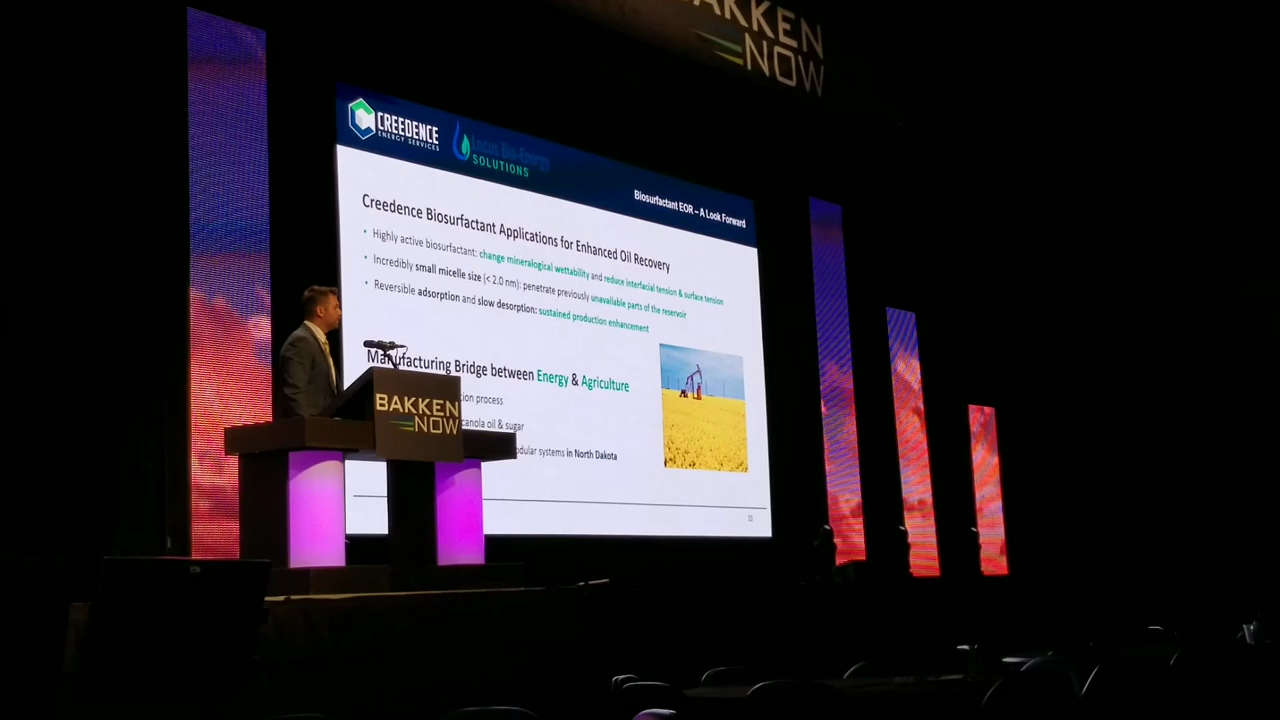 BAKKEN
NOW
CREEDENCE
ENERGY SERVICES
Locus Bio-Energy
SOLUTIONS
Biosurfactant EOR – A Look Forward
Creedence Biosurfactant Applications for Enhanced Oil Recovery
• Highly active biosurfactant: change mineralogical wettability and reduce interfacial tension & surface tension
• Incredibly small micelle size (< 2.0 nm): penetrate previously unavailable parts of the reservoir
• Reversible adsorption and slow desorption: sustained production enhancement
Manufacturing Bridge between Energy & Agriculture
process
canola oil & sugar
systems in North Dakota
BAKKEN
NOW